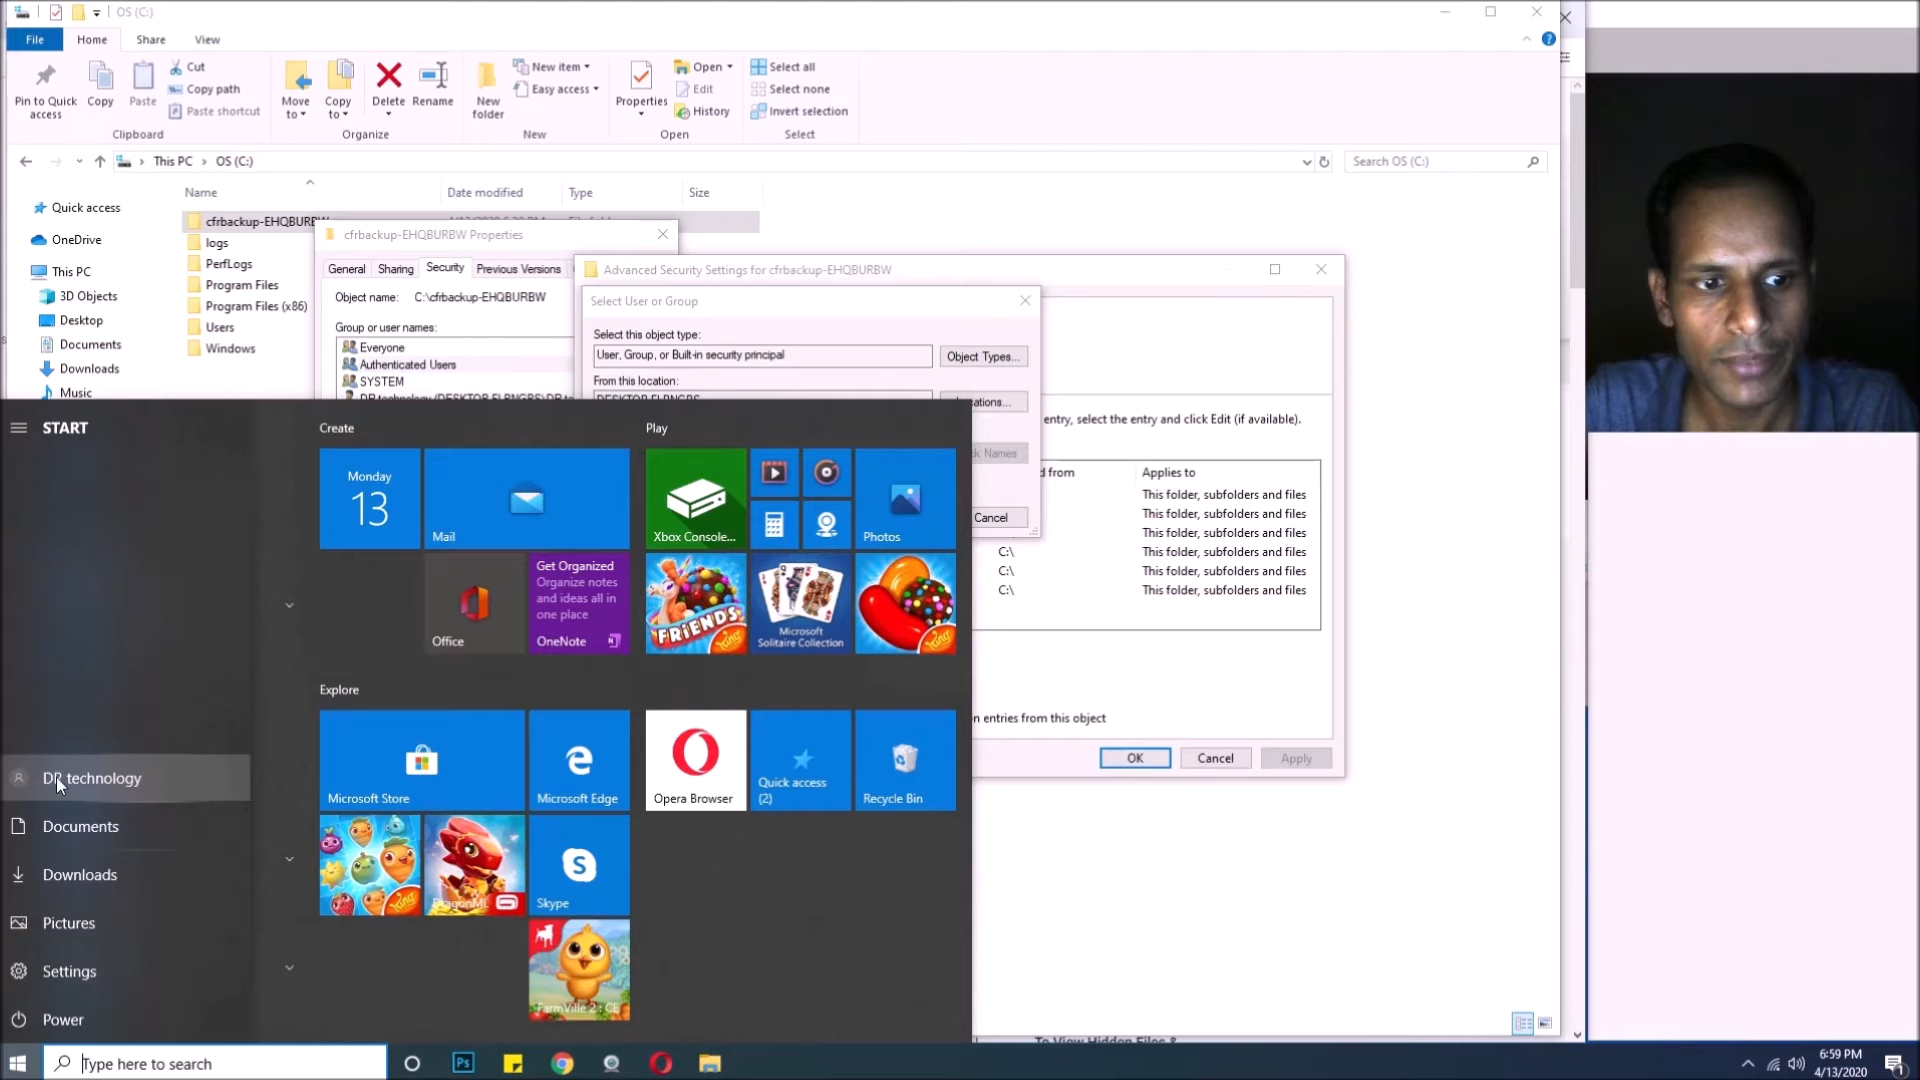 OS (C:)
File Home Share View
Pin to Quick access
Copy
Paste
Cut
Copy path
Paste shortcut
Clipboard
Move to
Copy to
Delete
Rename
Organize
New folder
New item
Easy access
New
Properties
Open
Edit
History
Open
Select all
Select none
Invert selection
Select
This PC > OS (C:)
Search OS (C:)
Name Date modified Type Size
Quick access
OneDrive
This PC
3D Objects
Desktop
Documents
Downloads
Music
cfrbackup-EHQBURBW
logs
PerfLogs
Program Files
Program Files (x86)
Users
Windows
cfrbackup-EHQBURBW Properties
General Sharing Security Previous Versions
Object name: C:\cfrbackup-EHQBURBW
Group or user names:
Everyone
Authenticated Users
SYSTEM
Advanced Security Settings for cfrbackup-EHQBURBW
Select User or Group
Select this object type:
User, Group, or Built-in security principal
Object Types...
From this location:
ocations...
entry, select the entry and click Edit (if available).
ck Names
Cancel
d from Applies to
This folder, subfolders and files
This folder, subfolders and files
This folder, subfolders and files
C:\ This folder, subfolders and files
C:\ This folder, subfolders and files
C:\ This folder, subfolders and files
n entries from this object
OK Cancel Apply
START
DR technology
Documents
Downloads
Pictures
Settings
Power
Create
Monday
13
Mail
Office
Get Organized
Organize notes
and ideas all in
one place
OneNote
Play
Xbox Console...
Photos
FRIENDS
King
Microsoft
Solitaire Collection
King
Explore
Microsoft Store
Microsoft Edge
Opera Browser
Quick access
(2)
Recycle Bin
King
Skype
FarmVille 2 : CE
To View Hidden Files &
Type here to search
Ps
6:59 PM
4/13/2020
1